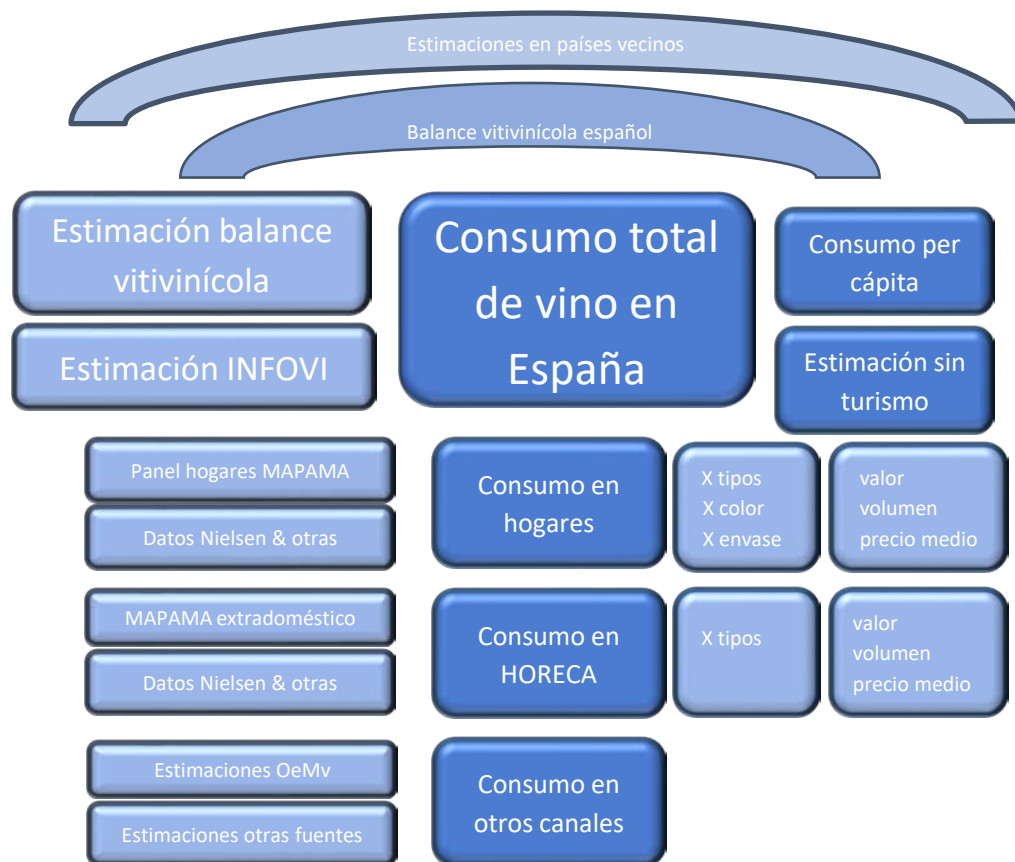 Estimaciones en países vecinos
Balance vitivinícola español
Estimación balance
vitivinícola
Estimación INFOVI
Consumo total
de vino en
España
Consumo per
cápita
Estimación sin
turismo
Panel hogares MAPAMA
Datos Nielsen & otras
Consumo en
hogares
X tipos
X color
X envase
valor
volumen
precio medio
MAPAMA extradoméstico
Datos Nielsen & otras
Consumo en
HORECA
X tipos
valor
volumen
precio medio
Estimaciones OeMv
Estimaciones otras fuentes
Consumo en
otros canales